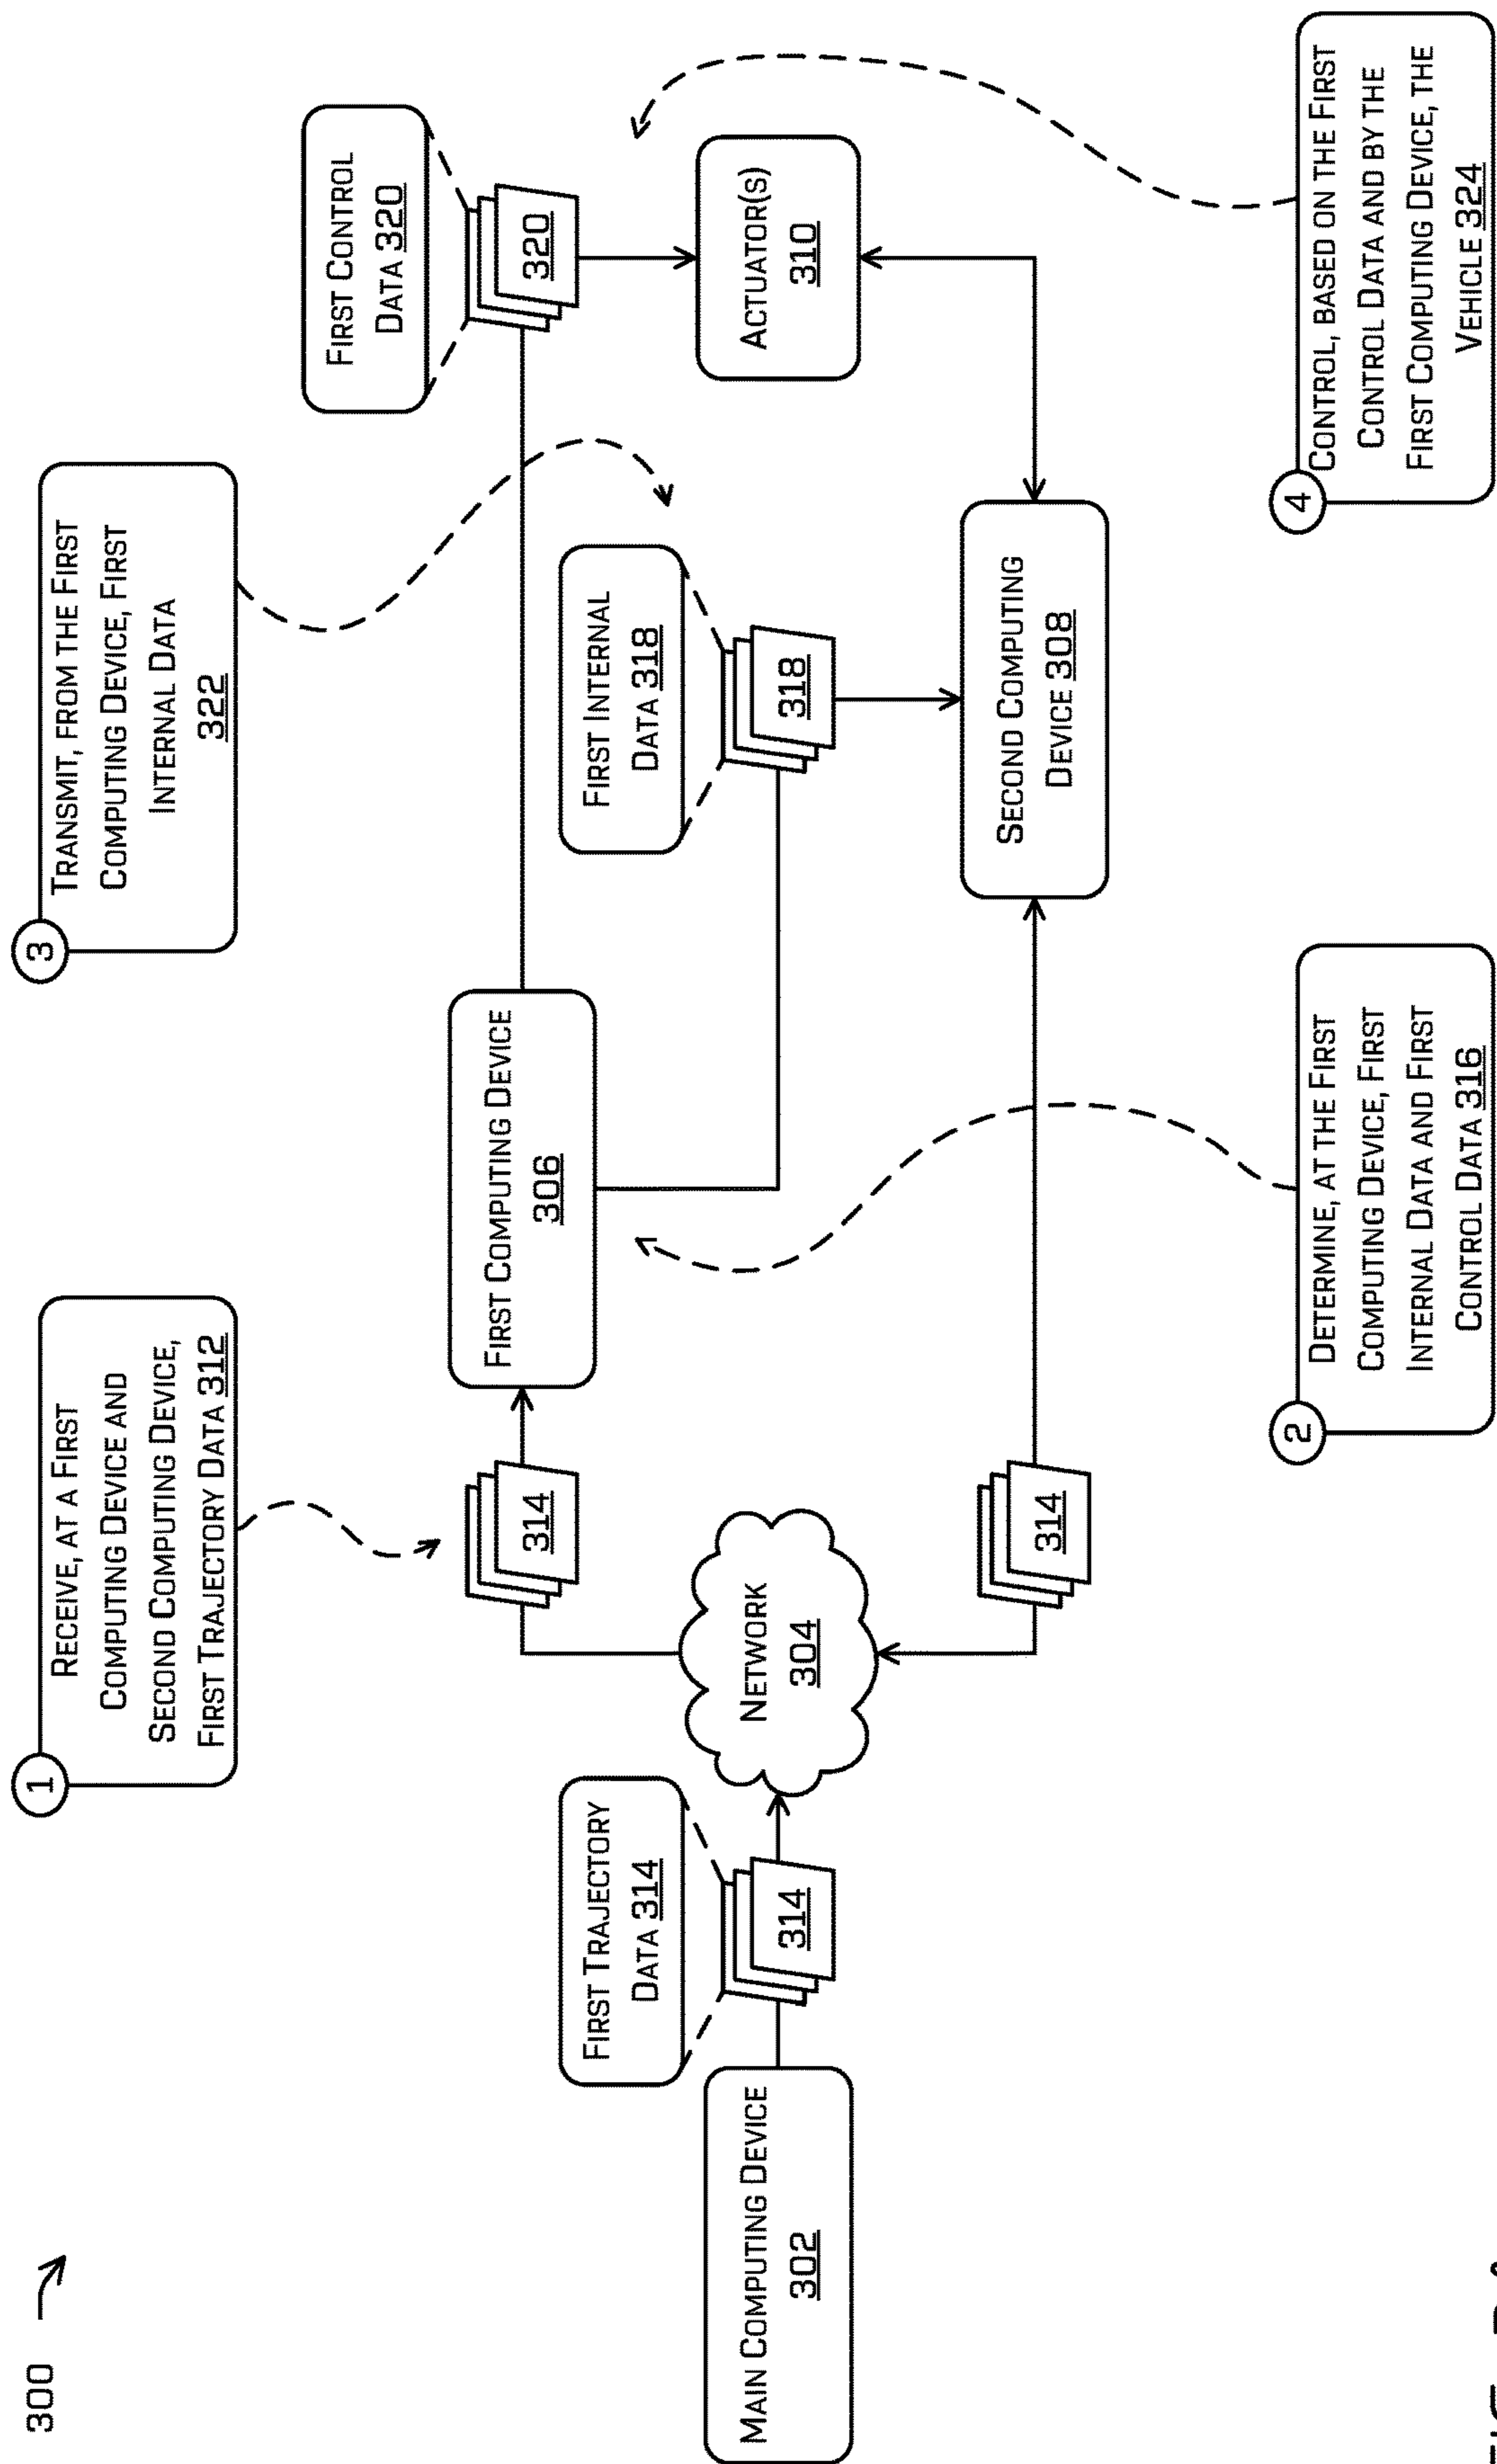 300
1
RECEIVE, AT A FIRST
COMPUTING DEVICE AND
SECOND COMPUTING DEVICE,
FIRST TRAJECTORY DATA 312
3
TRANSMIT, FROM THE FIRST
COMPUTING DEVICE, FIRST
INTERNAL DATA
322
FIRST CONTROL
DATA 320
320
FIRST TRAJECTORY
DATA 314
314
314
FIRST COMPUTING DEVICE
306
FIRST INTERNAL
DATA 318
318
MAIN COMPUTING DEVICE
302
NETWORK
304
ACTUATOR(S)
310
314
SECOND COMPUTING
DEVICE 308
2
DETERMINE, AT THE FIRST
COMPUTING DEVICE, FIRST
INTERNAL DATA AND FIRST
CONTROL DATA 316
4
CONTROL, BASED ON THE FIRST
CONTROL DATA AND BY THE
FIRST COMPUTING DEVICE, THE
VEHICLE 324